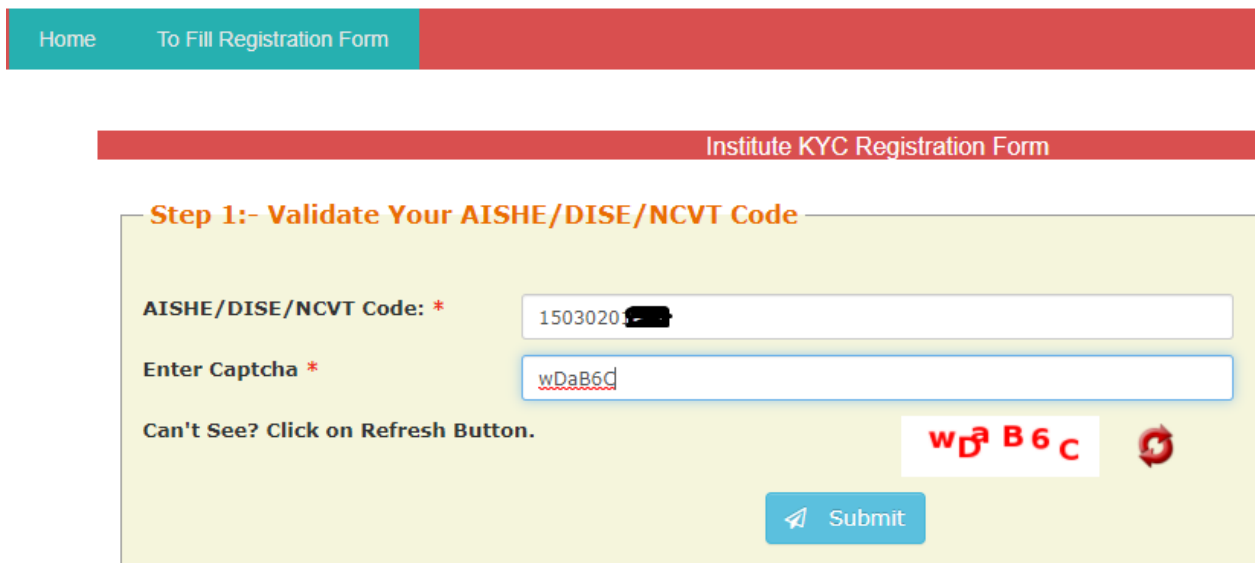 Home To Fill Registration Form
Institute KYC Registration Form
Step 1:- Validate Your AISHE/DISE/NCVT Code
AISHE/DISE/NCVT Code: * 15030201
Enter Captcha * wDaB6C
Can't See? Click on Refresh Button. wDaB6C
Submit